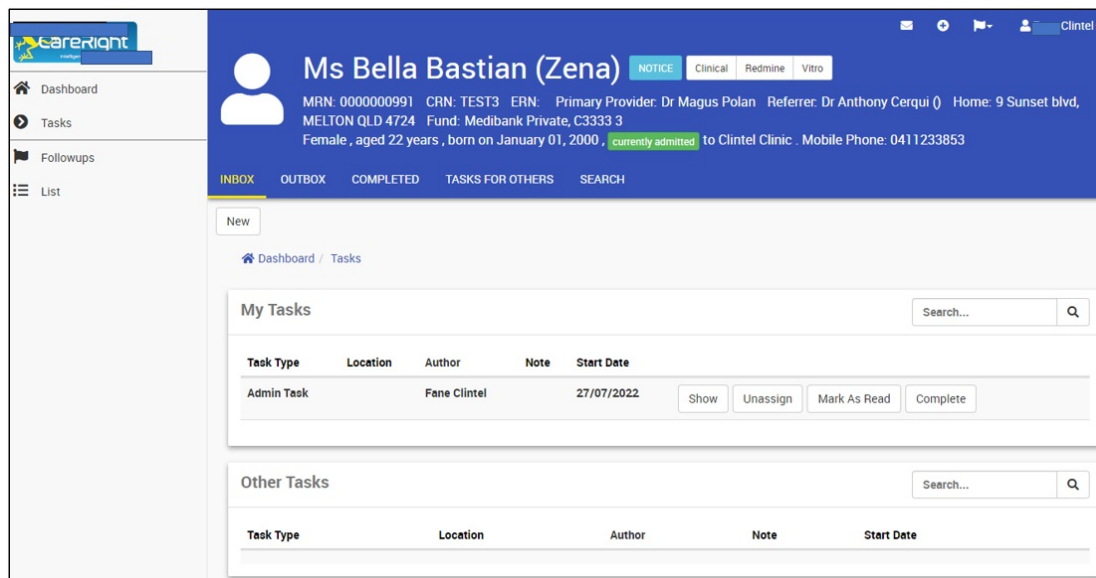 CareRight
Clintel
Ms Bella Bastian (Zena) NOTICE Clinical Redmine Vitro
MRN: 0000000991 CRN: TEST3 ERN: Primary Provider: Dr Magus Polan Referrer: Dr Anthony Cerqui () Home: 9 Sunset blvd,
MELTON QLD 4724 Fund: Medibank Private, C3333 3
Female , aged 22 years , born on January 01, 2000 , currently admitted to Clintel Clinic . Mobile Phone: 0411233853
Dashboard
Tasks
Followups
List
INBOX OUTBOX COMPLETED TASKS FOR OTHERS SEARCH
New
Dashboard / Tasks
My Tasks Search...
Task Type Location Author Note Start Date
Admin Task Fane Clintel 27/07/2022 Show Unassign Mark As Read Complete
Other Tasks Search...
Task Type Location Author Note Start Date